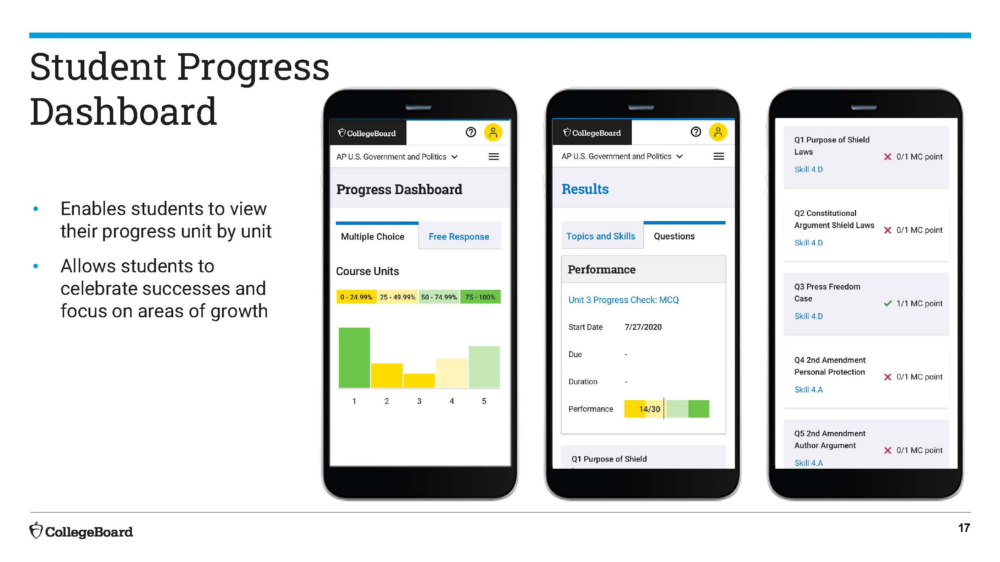 Student Progress
Dashboard
• Enables students to view
their progress unit by unit
• Allows students to
celebrate successes and
focus on areas of growth
CollegeBoard
AP U.S. Government and Politics
Progress Dashboard
Multiple Choice Free Response
Course Units
0 - 24.99% 25 - 49.99% 50 - 74.99% 75 - 100%
1 2 3 4 5
CollegeBoard
AP U.S. Government and Politics
Results
Topics and Skills Questions
Performance
Unit 3 Progress Check: MCQ
Start Date 7/27/2020
Due -
Duration -
Performance 14/30
Q1 Purpose of Shield
Q1 Purpose of Shield
Laws
0/1 MC point
Skill 4.D
Q2 Constitutional
Argument Shield Laws
0/1 MC point
Skill 4.D
Q3 Press Freedom
Case
1/1 MC point
Skill 4.D
Q4 2nd Amendment
Personal Protection
0/1 MC point
Skill 4.A
Q5 2nd Amendment
Author Argument
0/1 MC point
Skill 4.A
CollegeBoard
17